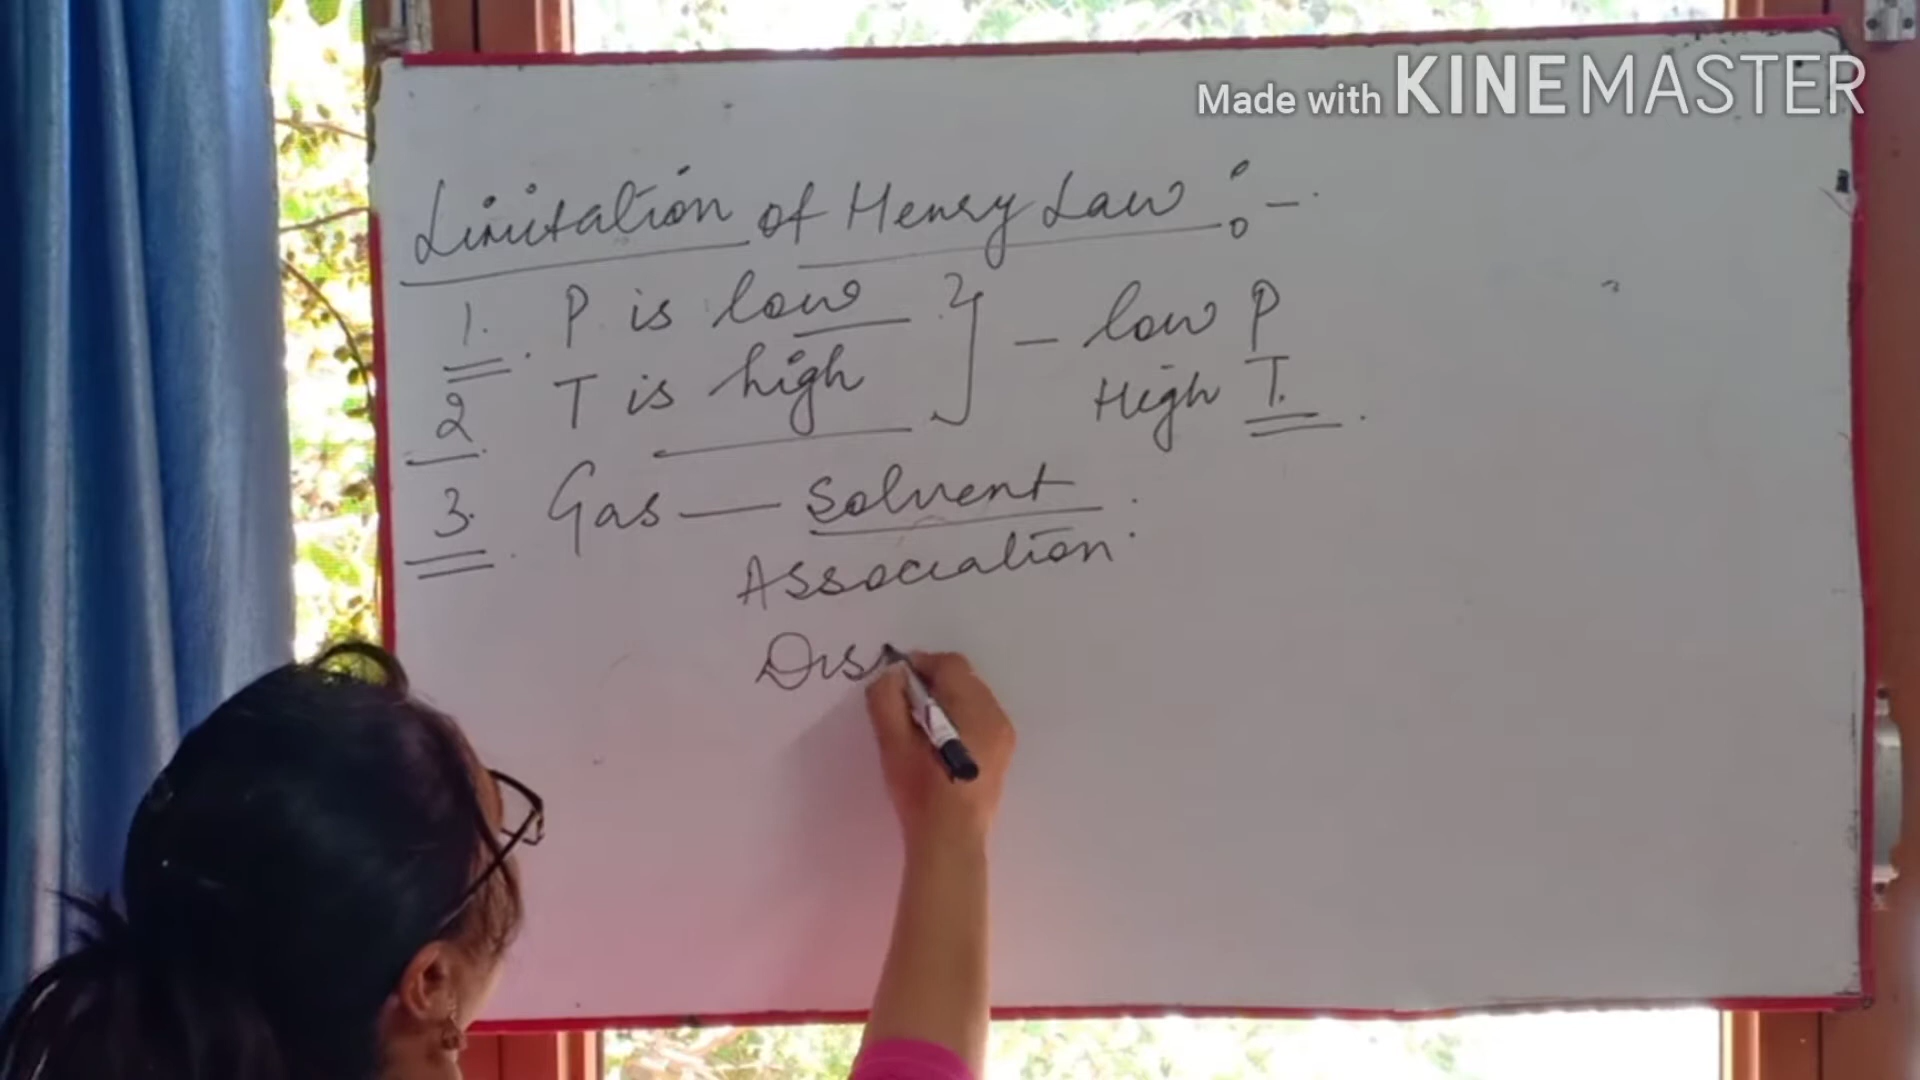 Made with KINEMASTER
Limitation of Henry Law :-
1. P is low
2 T is high
- low P
High T.
3. Gas — Solvent
Association.
Diss